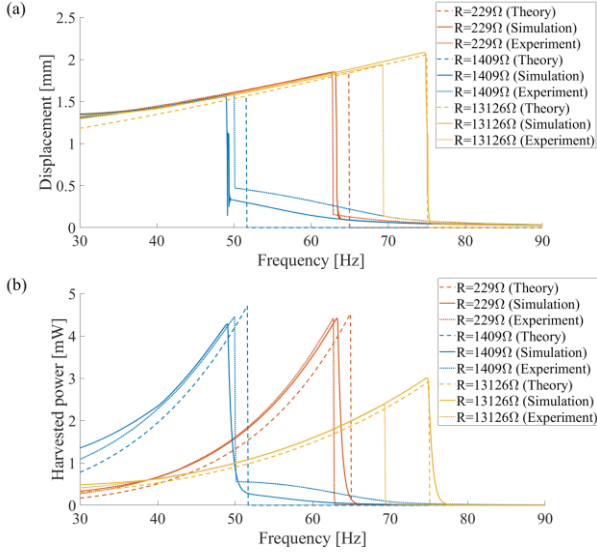 (a)
Displacement [mm]
2.5
2
1.5
1
0.5
0
30
40
50
60
70
80
90
Frequency [Hz]
R=229Ω (Theory)
R=229Ω (Simulation)
R=229Ω (Experiment)
R=1409Ω (Theory)
R=1409Ω (Simulation)
R=1409Ω (Experiment)
R=13126Ω (Theory)
R=13126Ω (Simulation)
R=13126Ω (Experiment)
(b)
Harvested power [mW]
5
4
3
2
1
0
30
40
50
60
70
80
90
Frequency [Hz]
R=229Ω (Theory)
R=229Ω (Simulation)
R=229Ω (Experiment)
R=1409Ω (Theory)
R=1409Ω (Simulation)
R=1409Ω (Experiment)
R=13126Ω (Theory)
R=13126Ω (Simulation)
R=13126Ω (Experiment)